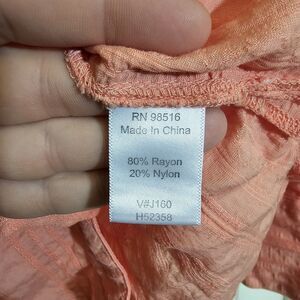 RN 98516
Made In China
80% Rayon
20% Nylon
V#J160
H52358